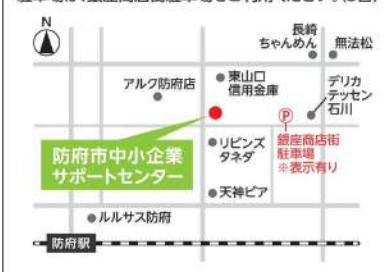 N
長崎
ちゃんめん
無法松
アルク防府店
東山口
信用金庫
デリカ
テッセン
石川
P
銀座商店街
駐車場
※表示有り
防府市中小企業
サポートセンター
リビンズ
タネダ
天神ピア
ルルサス防府
防府駅